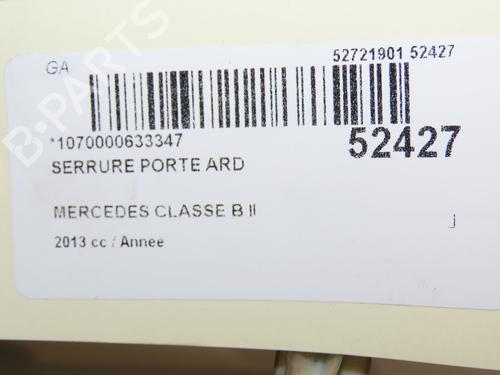 GA
52721901 52427
*1070000633347
52427
SERRURE PORTE ARD
MERCEDES CLASSE B II
j
2013 cc / Annee
B-PARTS